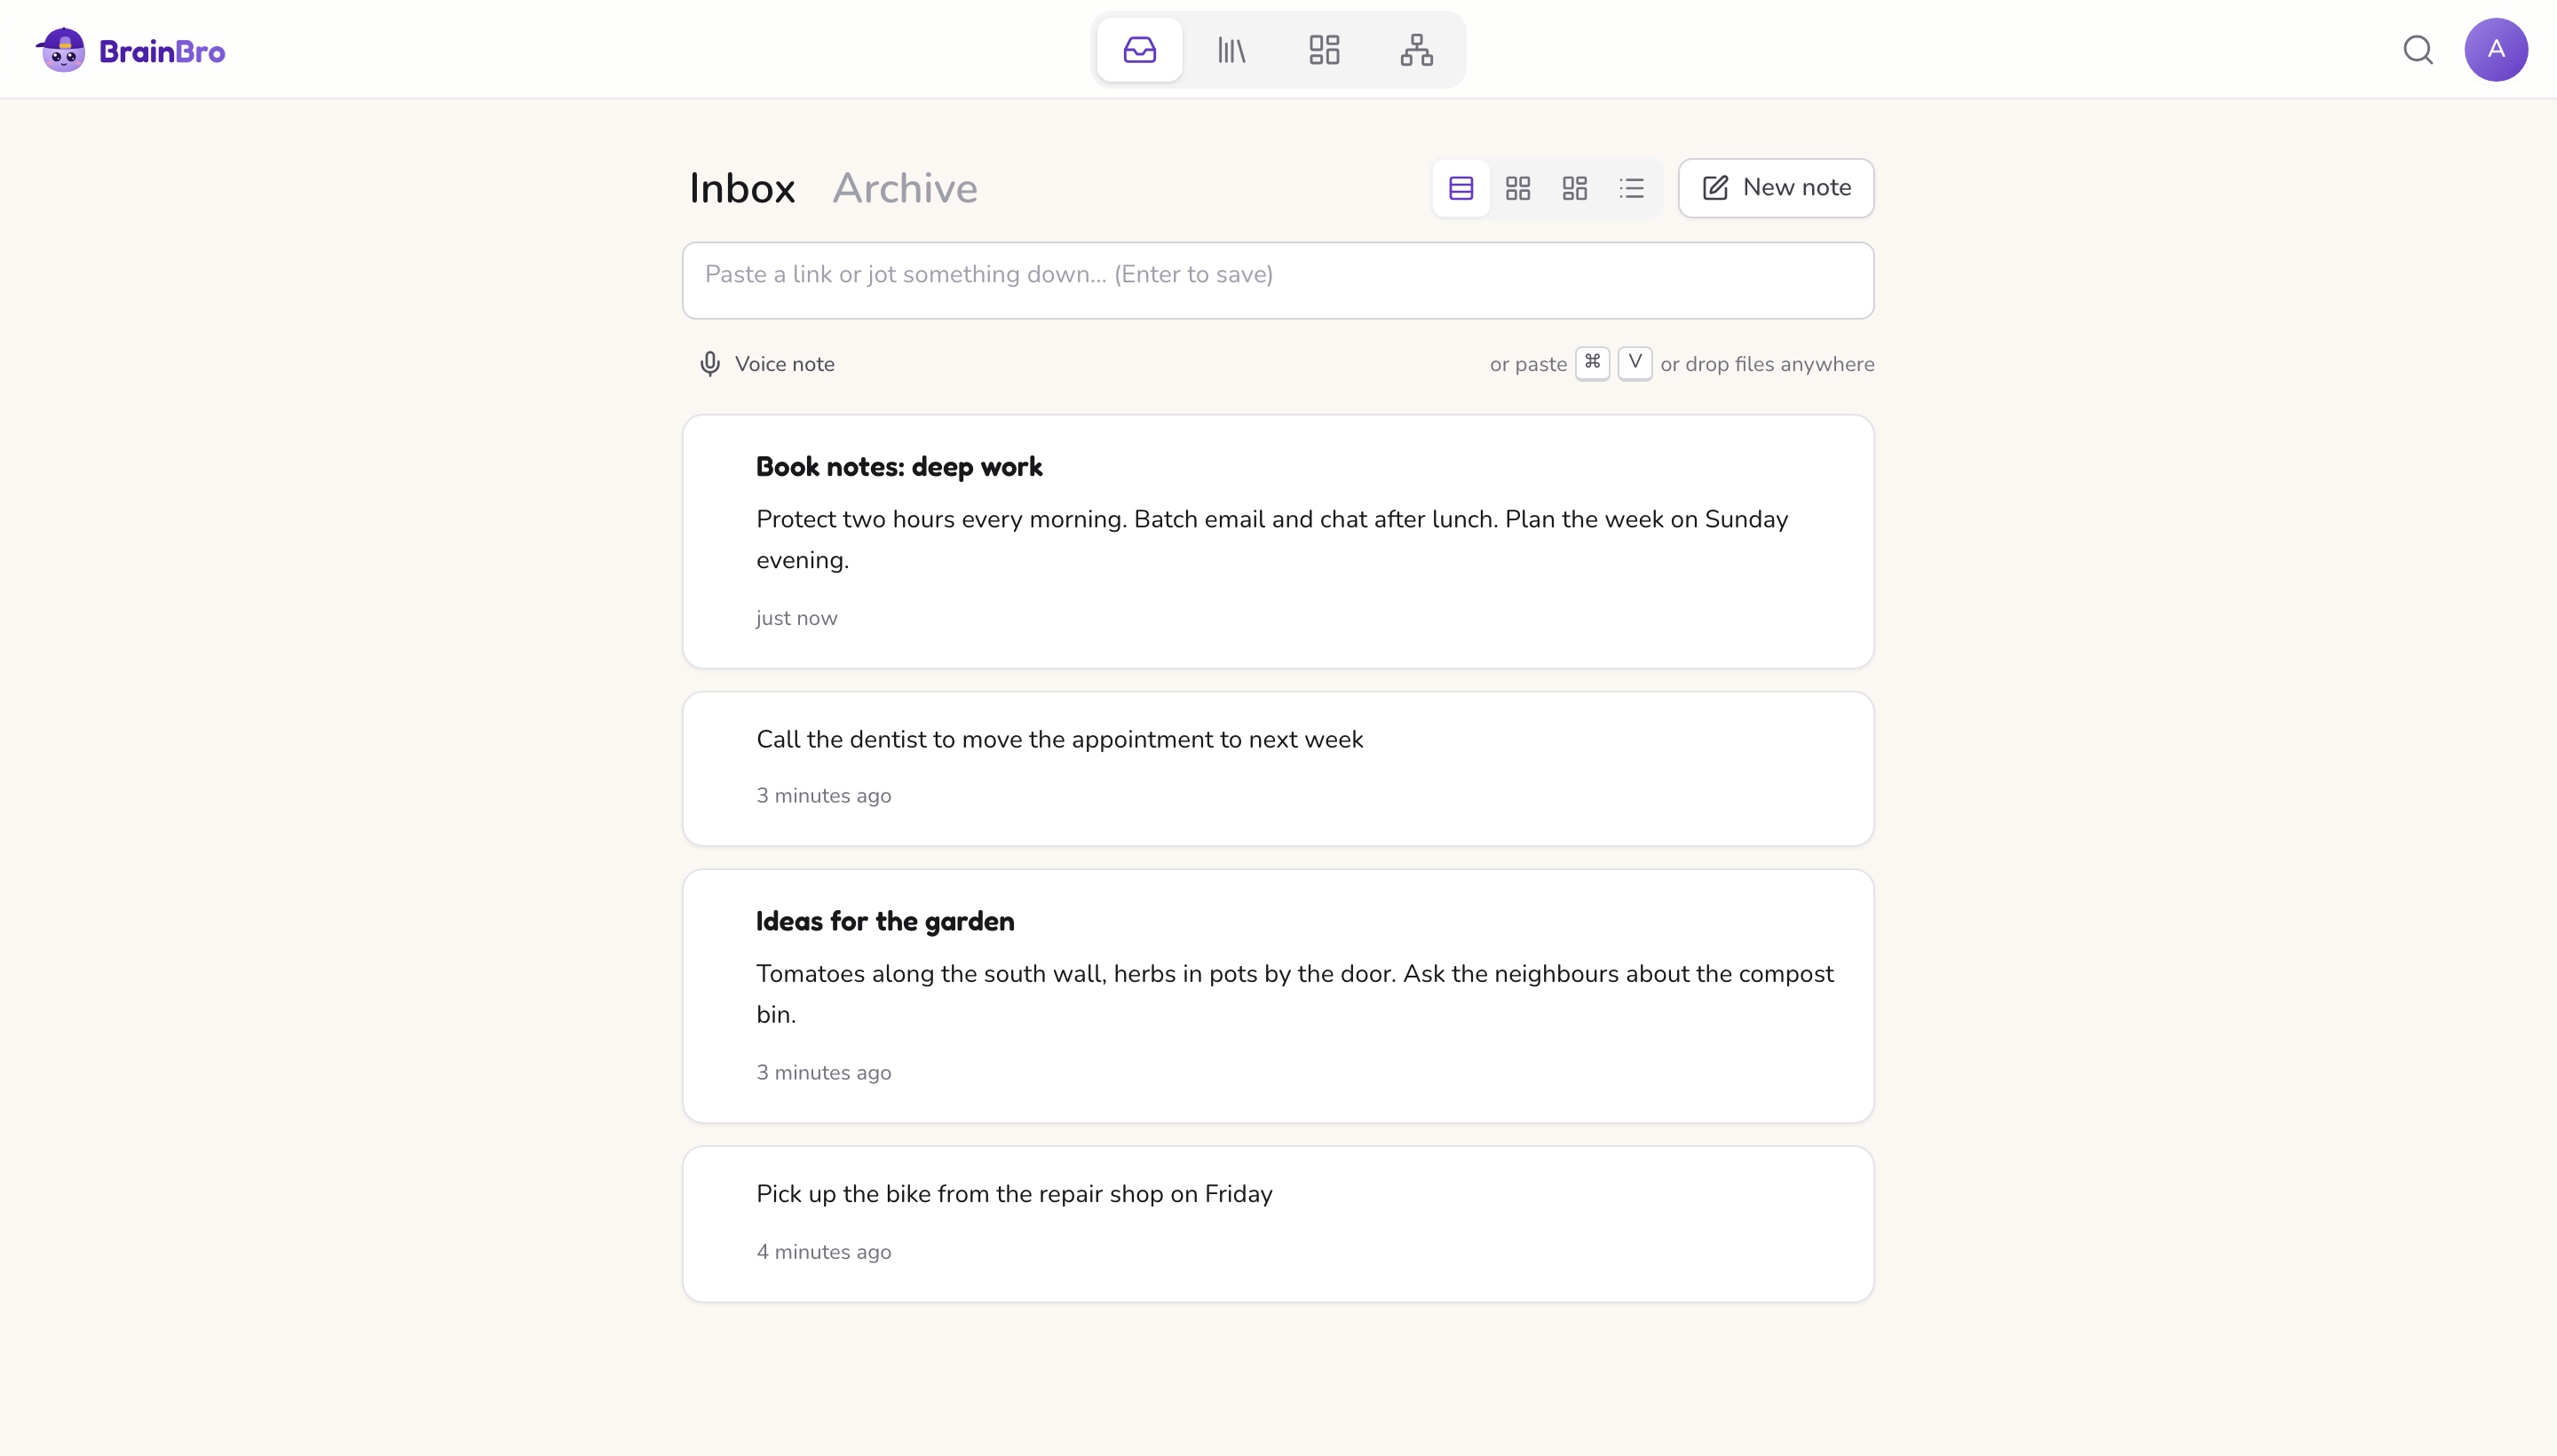 BrainBro
A
Inbox Archive
New note
Paste a link or jot something down... (Enter to save)
Voice note
or paste ⌘ V or drop files anywhere
Book notes: deep work
Protect two hours every morning. Batch email and chat after lunch. Plan the week on Sunday
evening.
just now
Call the dentist to move the appointment to next week
3 minutes ago
Ideas for the garden
Tomatoes along the south wall, herbs in pots by the door. Ask the neighbours about the compost
bin.
3 minutes ago
Pick up the bike from the repair shop on Friday
4 minutes ago